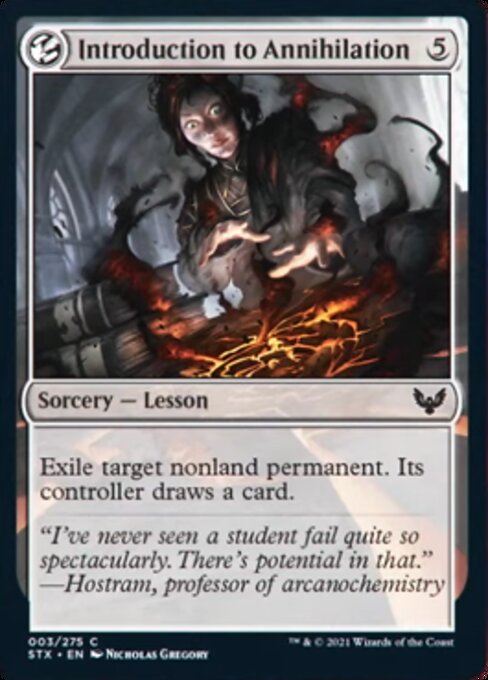 Introduction to Annihilation 5
Sorcery — Lesson
Exile target nonland permanent. Its
controller draws a card.
“I’ve never seen a student fail quite so
spectacularly. There’s potential in that.”
—Hostram, professor of arcanochemistry
003/275 C
™ & © 2021 Wizards of the Coast
STX • EN Nicholas Gregory